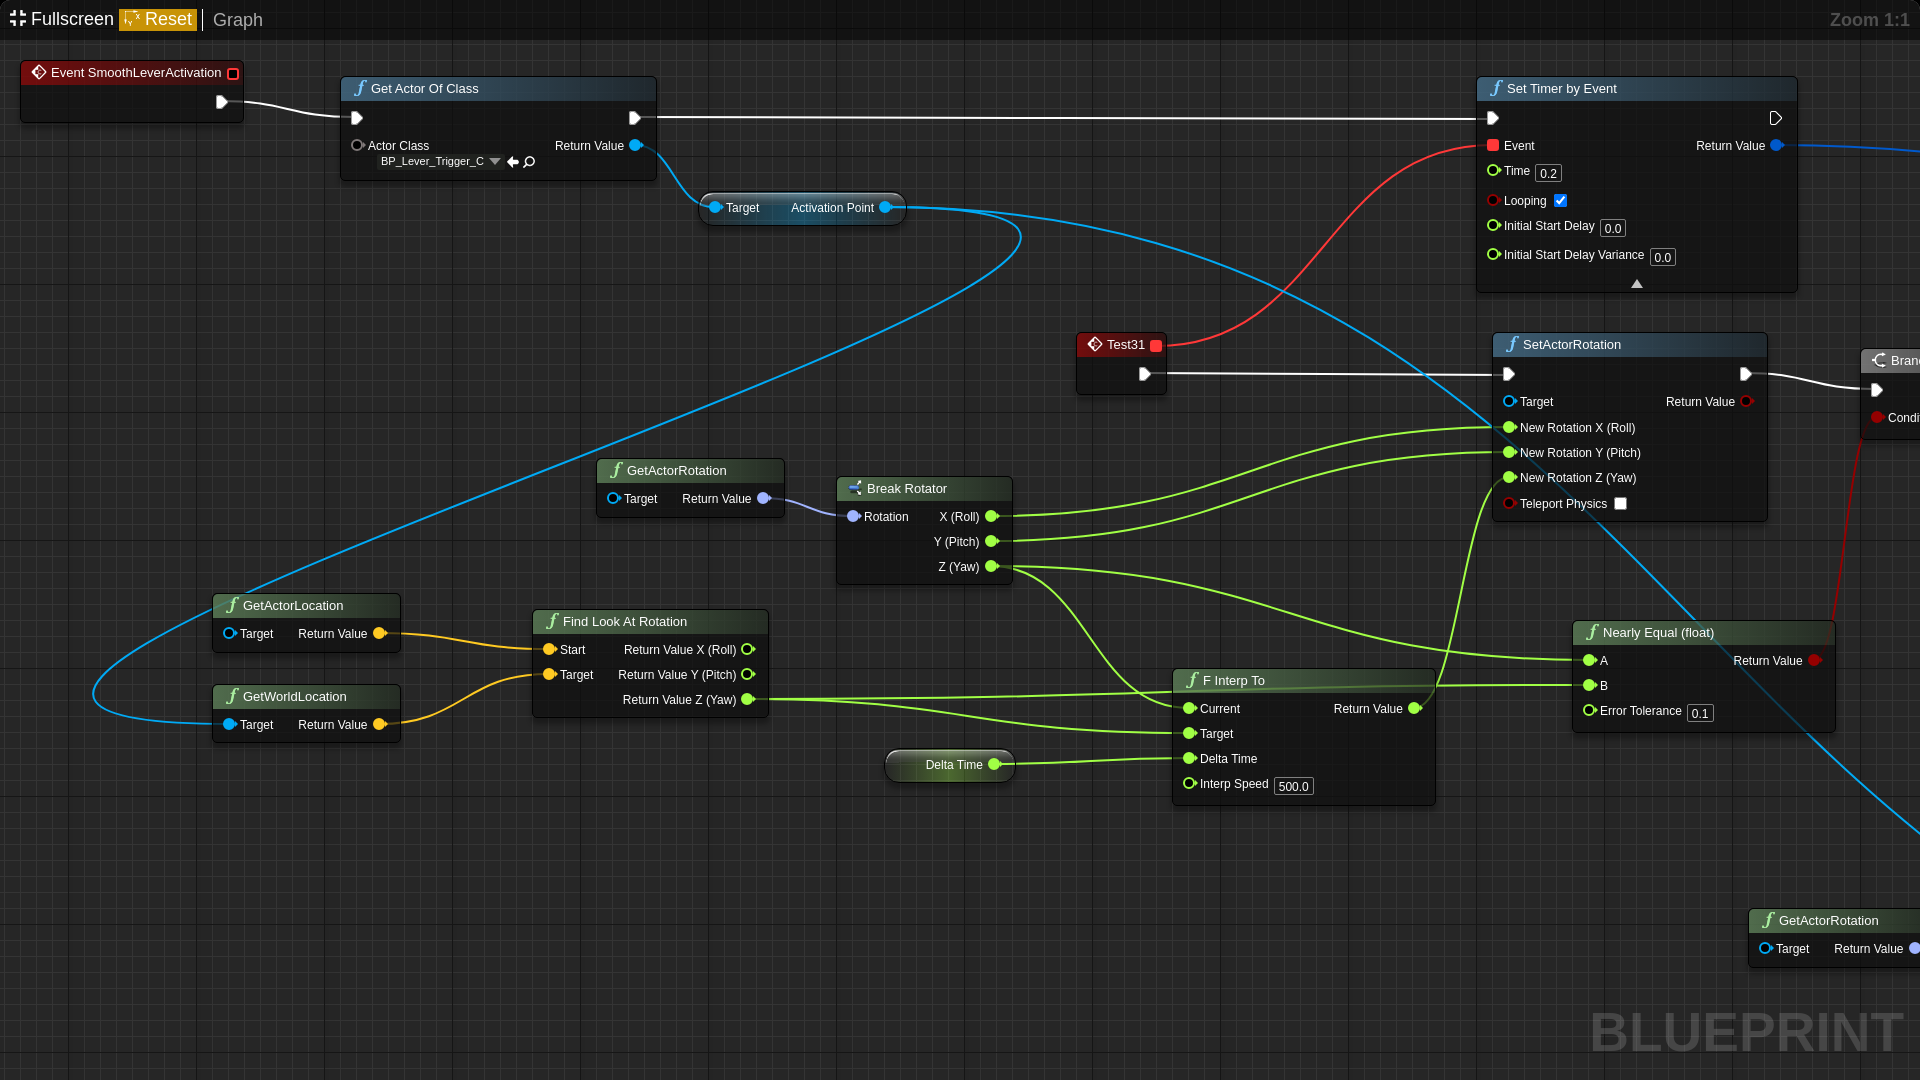 Fullscreen Reset Graph
Zoom 1:1
Event SmoothLeverActivation
Get Actor Of Class
Actor Class
Return Value
BP_Lever_Trigger_C
Target
Activation Point
Set Timer by Event
Event
Return Value
Time 0.2
Looping
Initial Start Delay 0.0
Initial Start Delay Variance 0.0
Test31
SetActorRotation
Target
Return Value
New Rotation X (Roll)
New Rotation Y (Pitch)
New Rotation Z (Yaw)
Teleport Physics
Bran
Condi
GetActorRotation
Target
Return Value
Break Rotator
Rotation
X (Roll)
Y (Pitch)
Z (Yaw)
GetActorLocation
Target
Return Value
GetWorldLocation
Target
Return Value
Find Look At Rotation
Start
Return Value X (Roll)
Target
Return Value Y (Pitch)
Return Value Z (Yaw)
Delta Time
F Interp To
Current
Return Value
Target
Delta Time
Interp Speed 500.0
Nearly Equal (float)
A
Return Value
B
Error Tolerance 0.1
GetActorRotation
Target
Return Value
BLUEPRINT